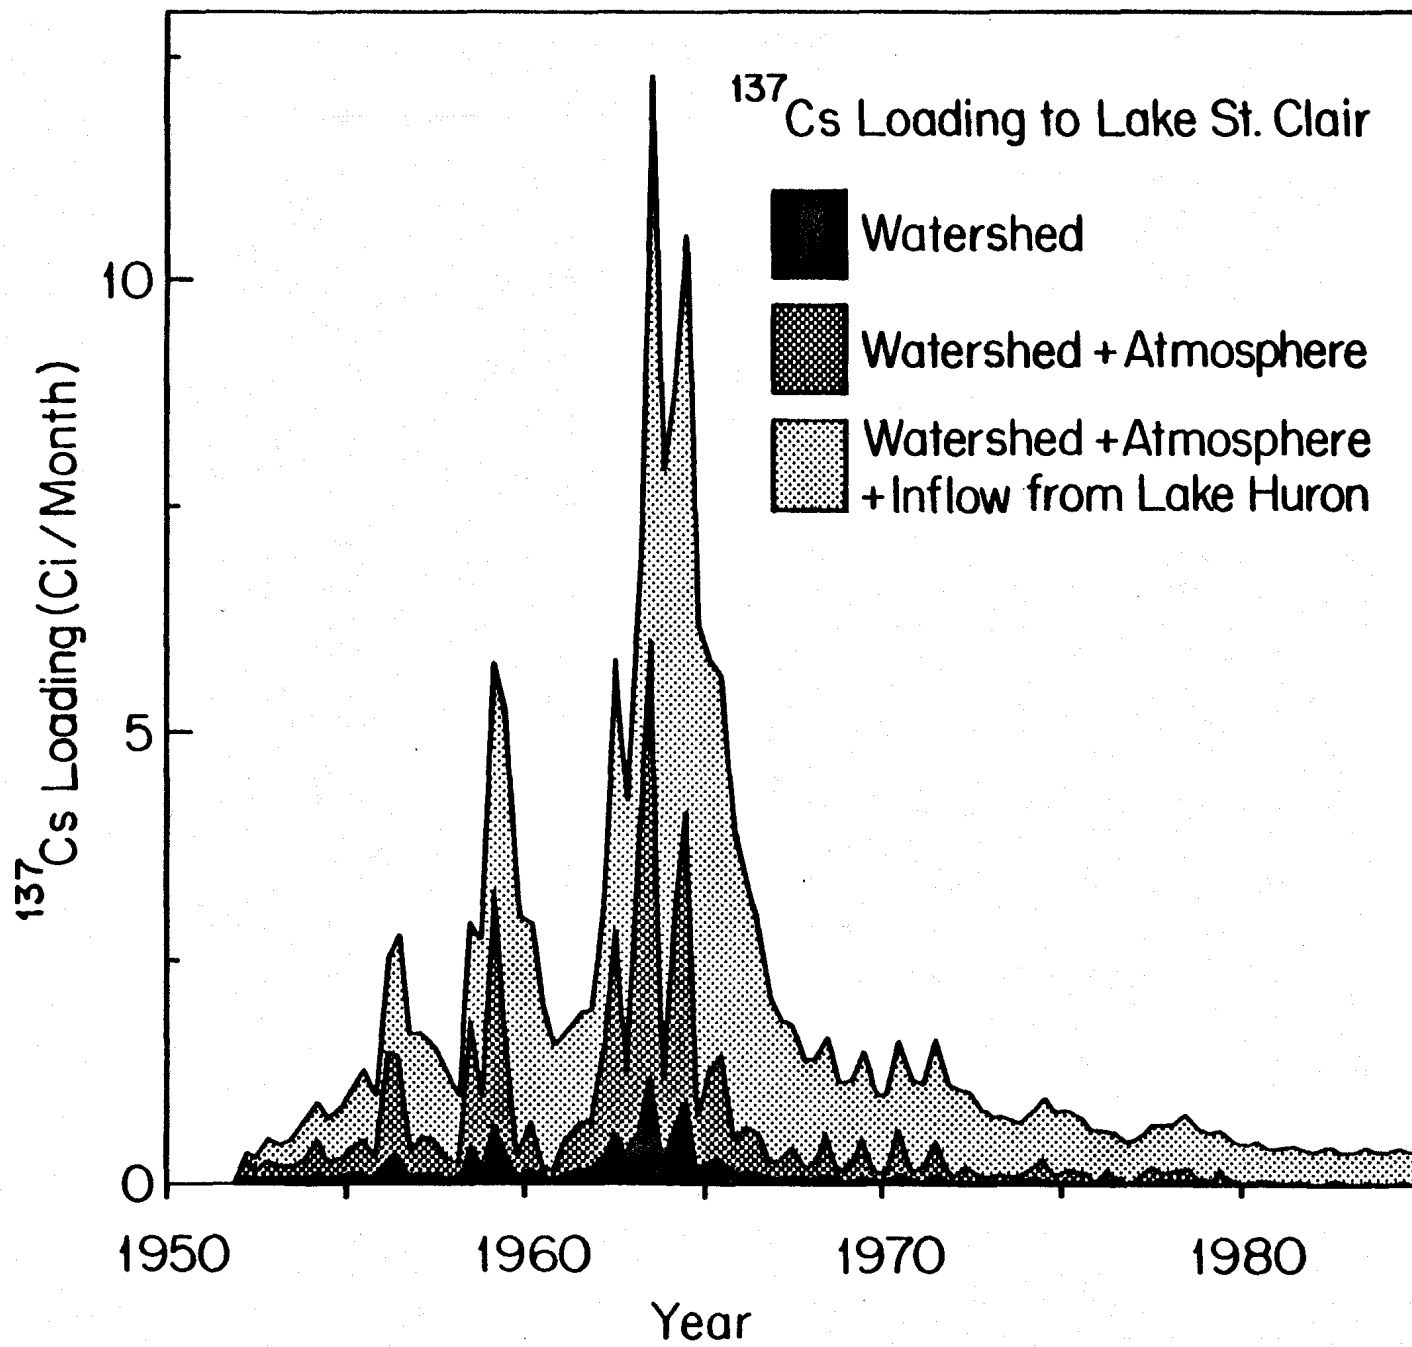 137Cs Loading to Lake St. Clair
Watershed
Watershed + Atmosphere
Watershed + Atmosphere
+Inflow from Lake Huron
137Cs Loading (Ci / Month)
10
5
0
1950 1960 1970 1980
Year